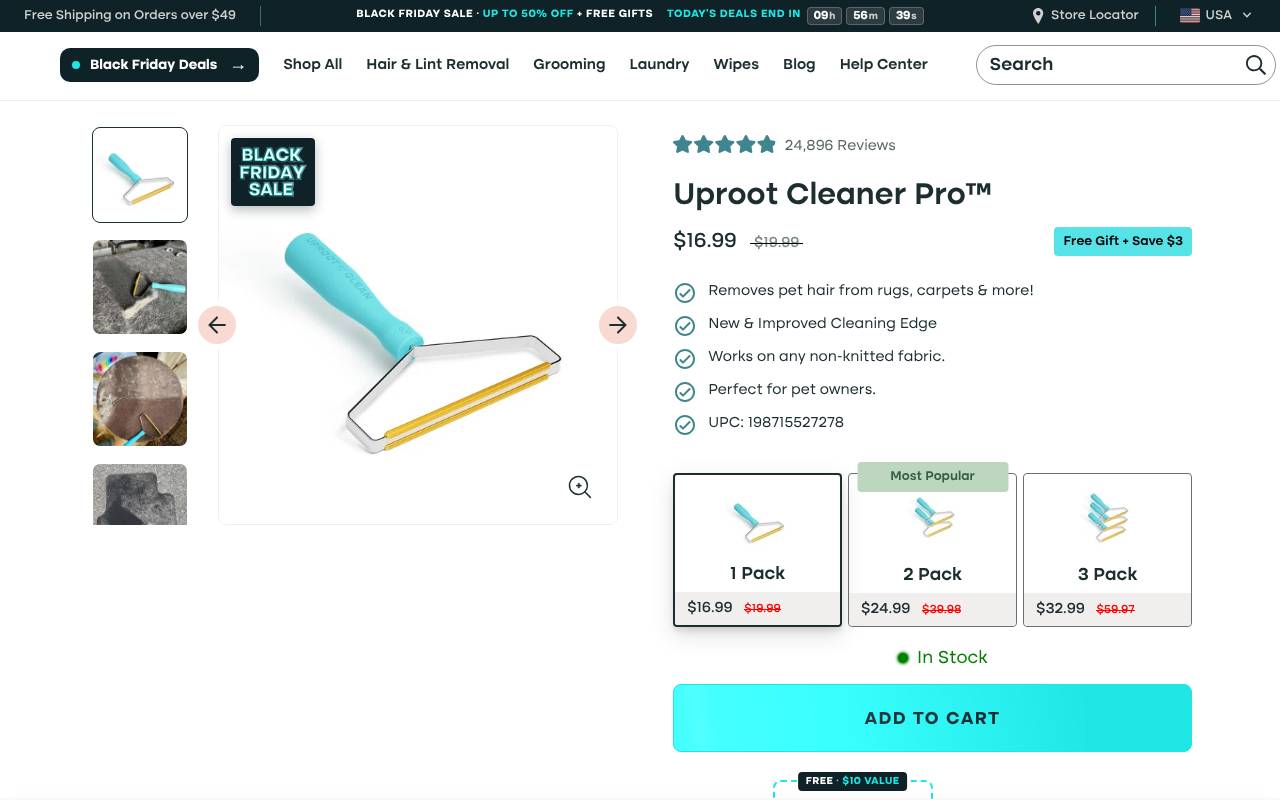 Free Shipping on Orders over $49
BLACK FRIDAY SALE · UP TO 50% OFF + FREE GIFTS TODAY'S DEALS END IN 09h 56m 39s
Store Locator
USA
Black Friday Deals →
Shop All
Hair & Lint Removal
Grooming
Laundry
Wipes
Blog
Help Center
Search
BLACK
FRIDAY
SALE
UPROOT CLEAN
24,896 Reviews
Uproot Cleaner Pro™
$16.99 $19.99
Free Gift + Save $3
Removes pet hair from rugs, carpets & more!
New & Improved Cleaning Edge
Works on any non-knitted fabric.
Perfect for pet owners.
UPC: 198715527278
Most Popular
1 Pack
$16.99 $19.99
2 Pack
$24.99 $39.98
3 Pack
$32.99 $59.97
In Stock
ADD TO CART
FREE · $10 VALUE